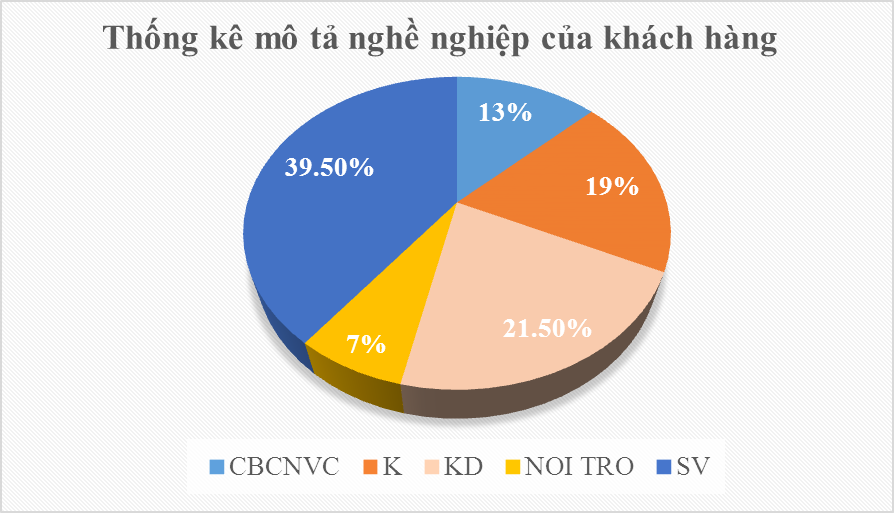 Thống kê mô tả nghề nghiệp của khách hàng
13%
39.50%
19%
21.50%
7%
CBCNVC K KD NOI TRO SV